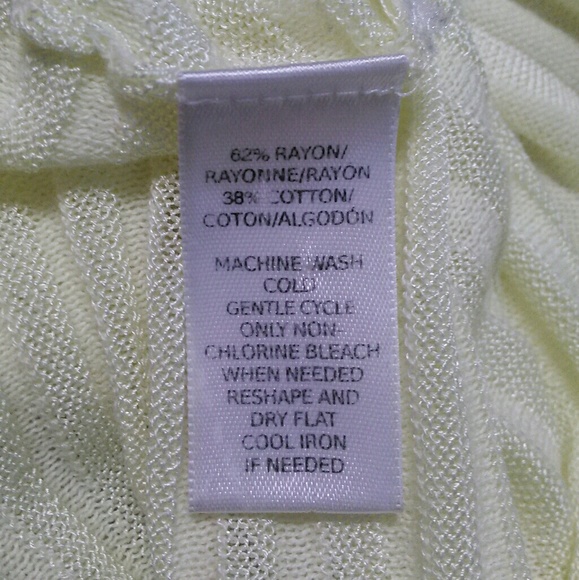 62% RAYON/
RAYONNE/RAYÓN
38% COTTON/
COTON/ALGODÓN
MACHINE WASH
COLD
GENTLE CYCLE
ONLY NON-
CHLORINE BLEACH
WHEN NEEDED
RESHAPE AND
DRY FLAT
COOL IRON
IF NEEDED